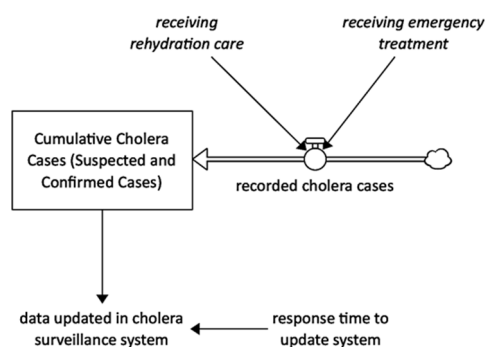 receiving
rehydration care
receiving emergency
treatment
Cumulative Cholera
Cases (Suspected and
Confirmed Cases)
recorded cholera cases
data updated in cholera
surveillance system
response time to
update system